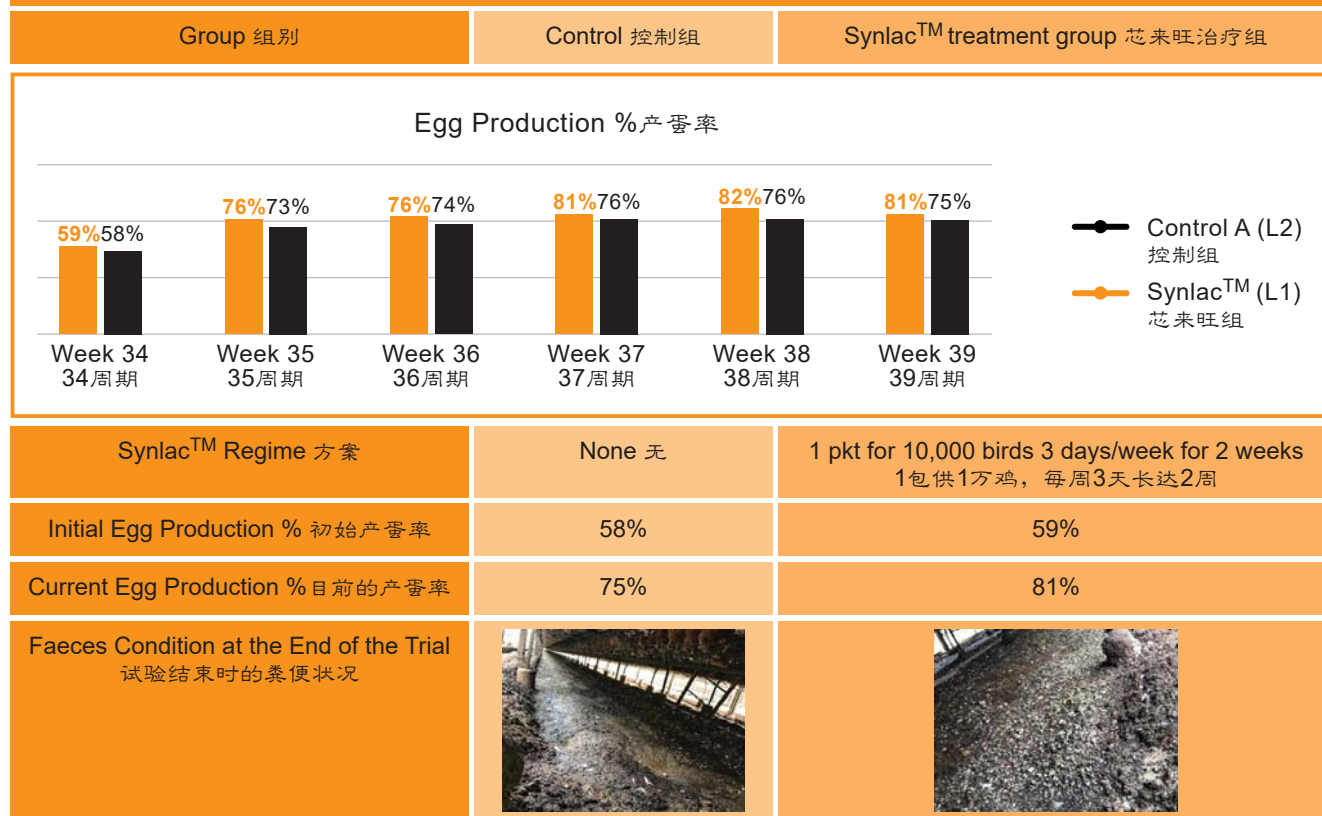 Group 组别
Control 控制组
Synlac™ treatment group 芯来旺治疗组
Egg Production %产蛋率
59% 58%
76% 73%
76% 74%
81% 76%
82% 76%
81% 75%
Week 34
34周期
Week 35
35周期
Week 36
36周期
Week 37
37周期
Week 38
38周期
Week 39
39周期
Control A (L2)
控制组
Synlac™ (L1)
芯来旺组
Synlac™ Regime 方案
None 无
1 pkt for 10,000 birds 3 days/week for 2 weeks
1包供1万鸡，每周3天长达2周
Initial Egg Production % 初始产蛋率
58%
59%
Current Egg Production %目前的产蛋率
75%
81%
Faeces Condition at the End of the Trial
试验结束时的粪便状况